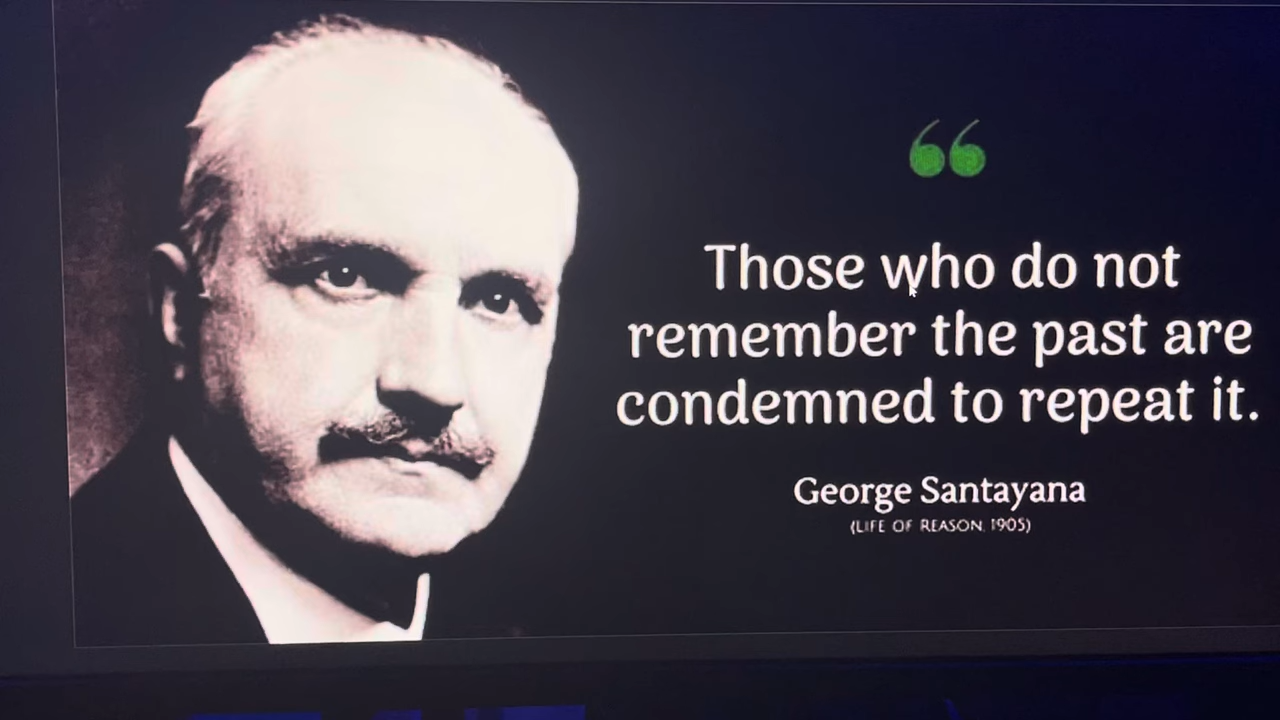 “
Those who do not
remember the past are
condemned to repeat it.
George Santayana
(LIFE OF REASON, 1905)